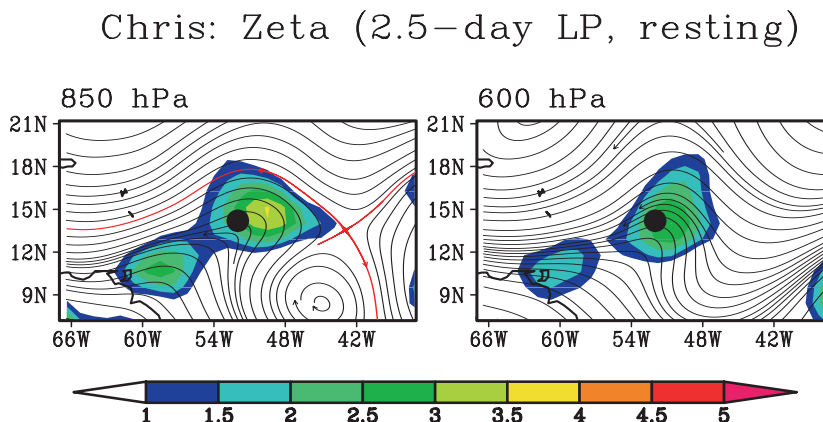 Chris: Zeta (2.5-day LP, resting)
850 hPa
600 hPa
21N
18N
15N
12N
9N
66W 60W 54W 48W 42W
21N
18N
15N
12N
9N
66W 60W 54W 48W 42W
1 1.5 2 2.5 3 3.5 4 4.5 5